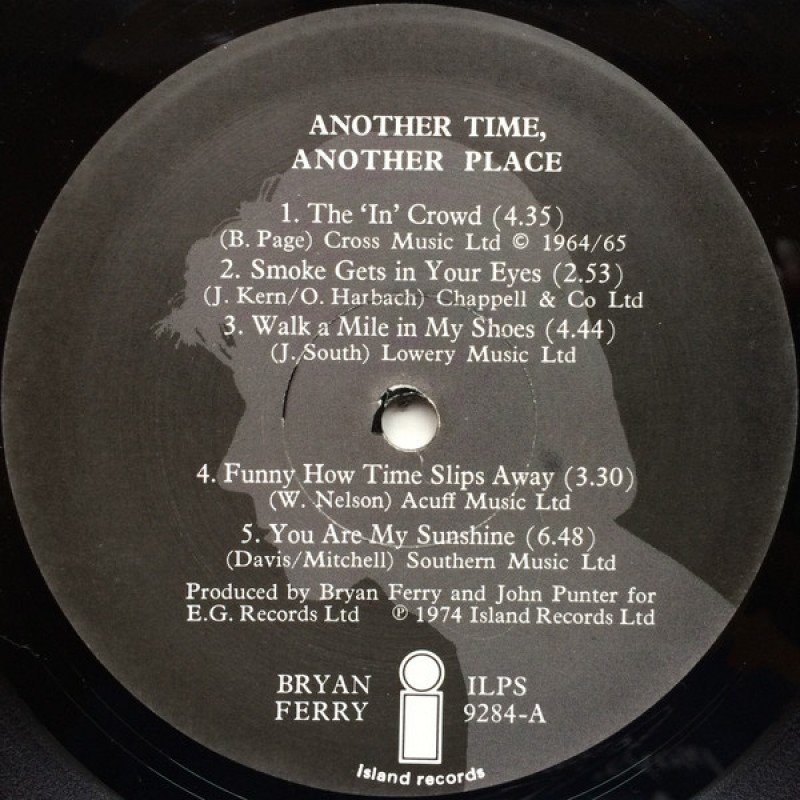 ANOTHER TIME,
ANOTHER PLACE
1. The ‘In’ Crowd (4.35)
(B. Page) Cross Music Ltd © 1964/65
2. Smoke Gets in Your Eyes (2.53)
(J. Kern/O. Harbach) Chappell & Co Ltd
3. Walk a Mile in My Shoes (4.44)
(J. South) Lowery Music Ltd
4. Funny How Time Slips Away (3.30)
(W. Nelson) Acuff Music Ltd
5. You Are My Sunshine (6.48)
(Davis/Mitchell) Southern Music Ltd
Produced by Bryan Ferry and John Punter for
E.G. Records Ltd ℗ 1974 Island Records Ltd
BRYAN
FERRY
i
island records
ILPS
9284-A